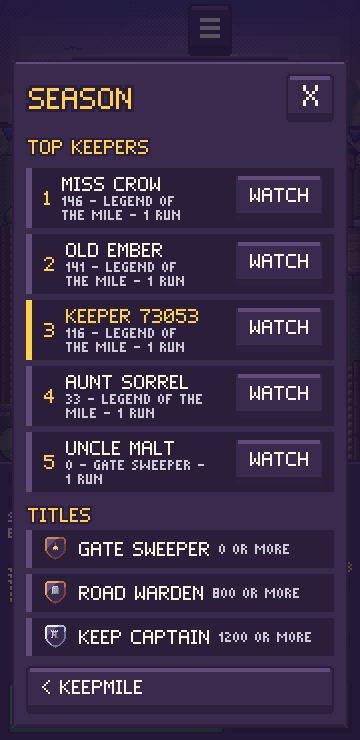 SEASON
X
TOP KEEPERS
1 MISS CROW
146 - LEGEND OF
THE MILE - 1 RUN
WATCH
2 OLD EMBER
141 - LEGEND OF
THE MILE - 1 RUN
WATCH
3 KEEPER 73053
116 - LEGEND OF
THE MILE - 1 RUN
WATCH
4 AUNT SORREL
33 - LEGEND OF THE
MILE - 1 RUN
WATCH
5 UNCLE MALT
0 - GATE SWEEPER -
1 RUN
WATCH
TITLES
GATE SWEEPER 0 OR MORE
ROAD WARDEN 800 OR MORE
KEEP CAPTAIN 1200 OR MORE
< KEEPMILE